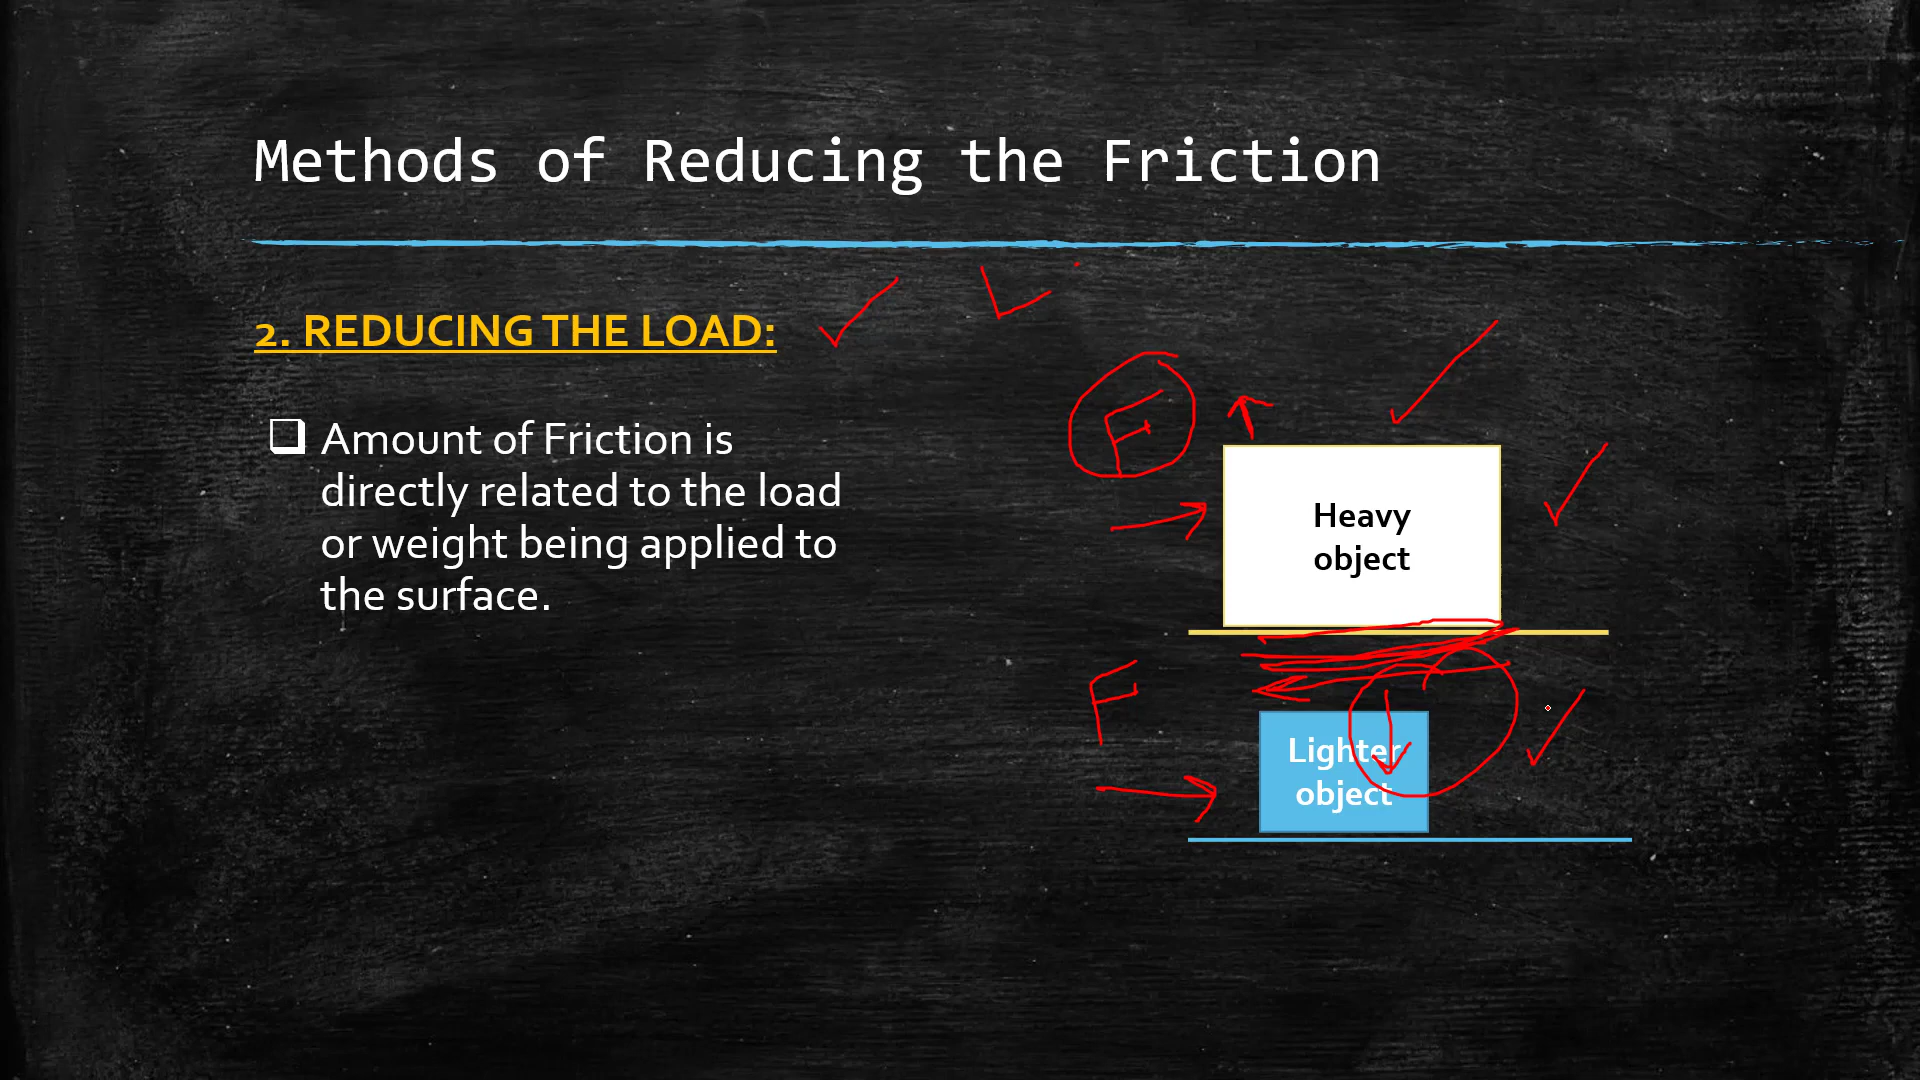 Methods of Reducing the Friction
2. REDUCING THE LOAD:
❑ Amount of Friction is
directly related to the load
or weight being applied to
the surface.
F
Heavy
object
F
Lighter
object